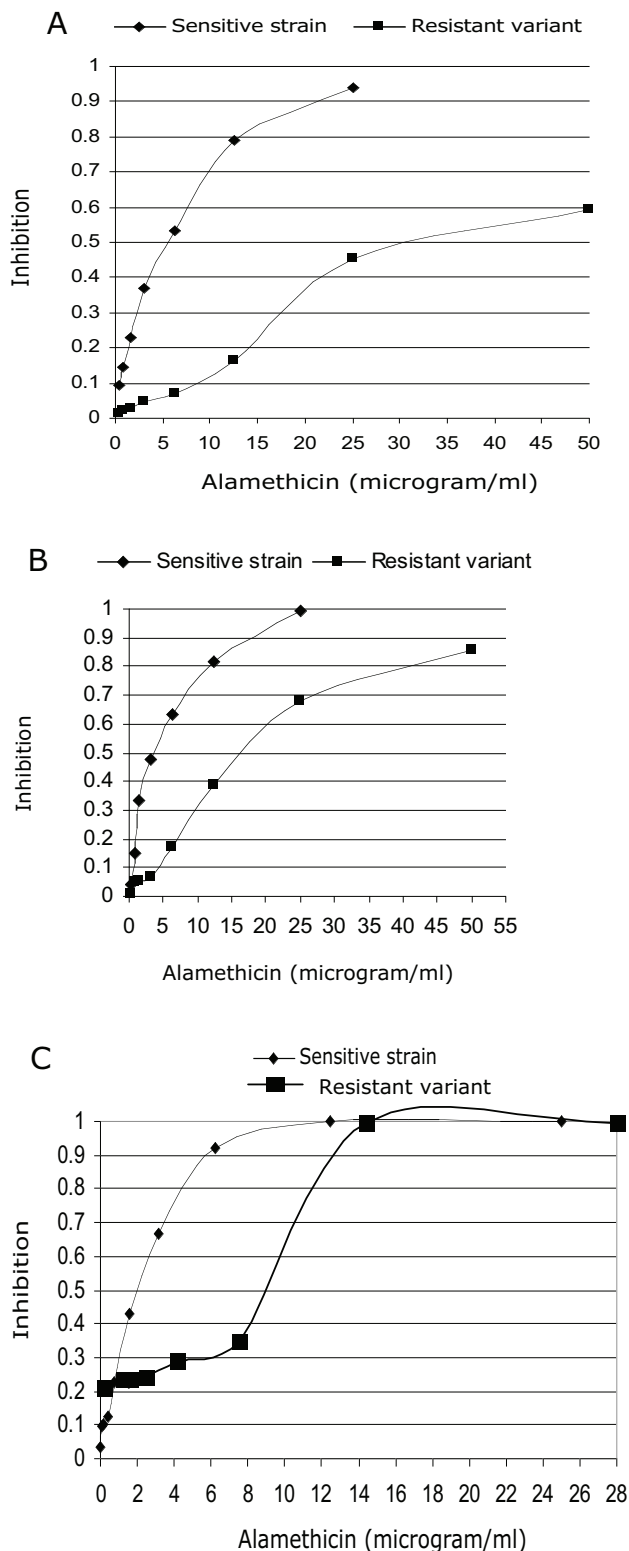 A
Sensitive strain Resistant variant
1
0.9
0.8
0.7
0.6
0.5
0.4
0.3
0.2
0.1
0
0 5 10 15 20 25 30 35 40 45 50
Inhibition
Alamethicin (microgram/ml)
B
Sensitive strain Resistant variant
1
0.9
0.8
0.7
0.6
0.5
0.4
0.3
0.2
0.1
0
0 5 10 15 20 25 30 35 40 45 50 55
Inhibition
Alamethicin (microgram/ml)
C
Sensitive strain
Resistant variant
1
0.9
0.8
0.7
0.6
0.5
0.4
0.3
0.2
0.1
0
0 2 4 6 8 10 12 14 16 18 20 22 24 26 28
Inhibition
Alamethicin (microgram/ml)